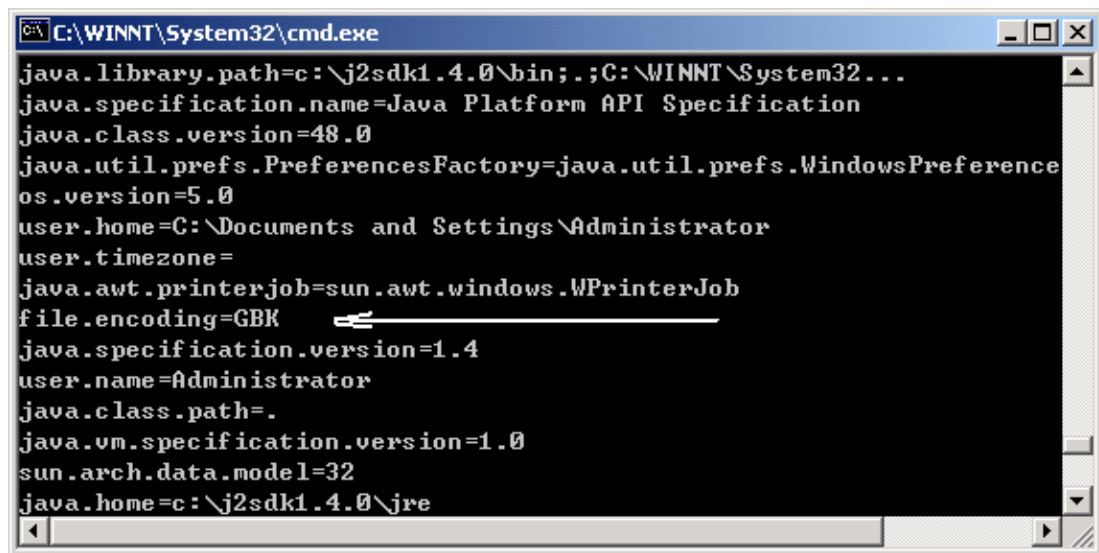 C:\WINNT\System32\cmd.exe
java.library.path=c:\j2sdk1.4.0\bin;.;C:\WINNT\System32...
java.specification.name=Java Platform API Specification
java.class.version=48.0
java.util.prefs.PreferencesFactory=java.util.prefs.WindowsPreference
os.version=5.0
user.home=C:\Documents and Settings\Administrator
user.timezone=
java.awt.printerjob=sun.awt.windows.WPrinterJob
file.encoding=GBK
java.specification.version=1.4
user.name=Administrator
java.class.path=.
java.vm.specification.version=1.0
sun.arch.data.model=32
java.home=c:\j2sdk1.4.0\jre